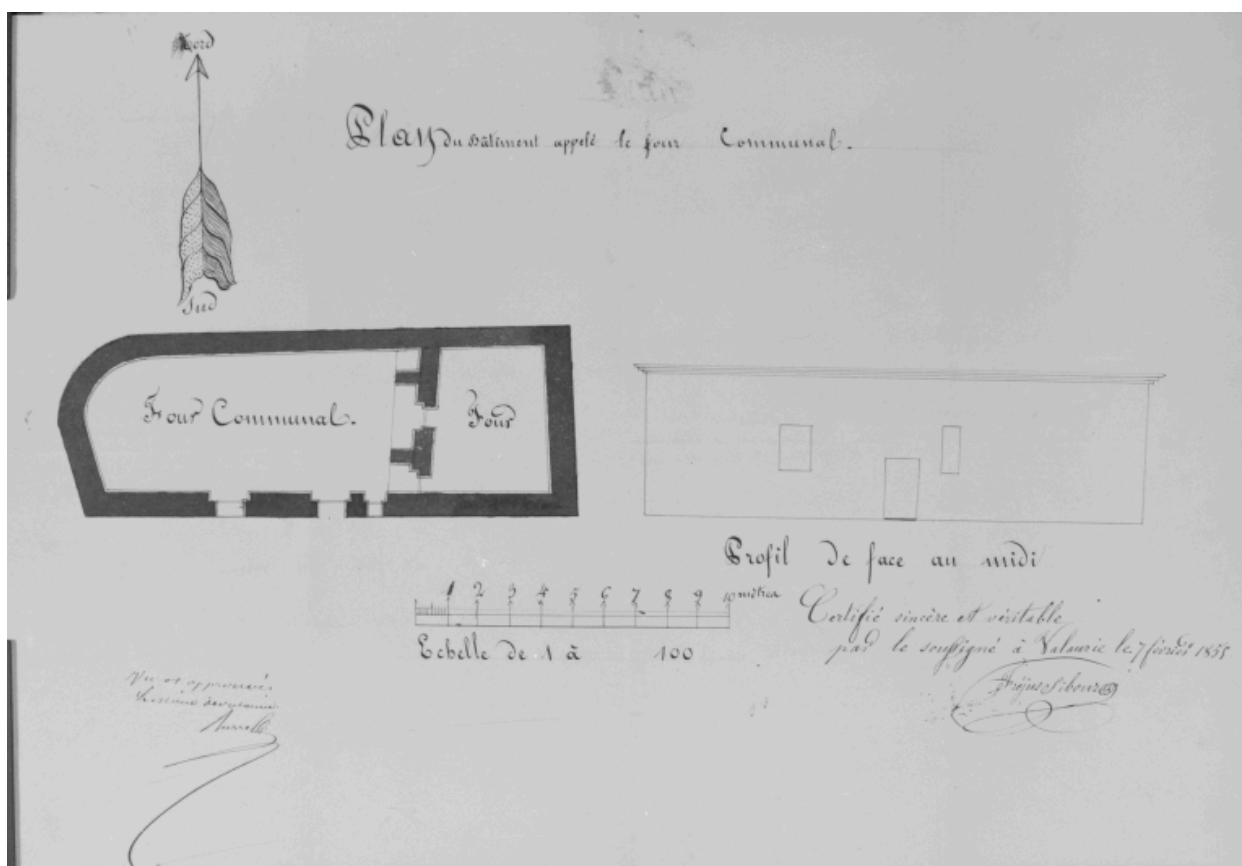 Nord
Plan du Bâtiment appelé le four Communal.
Sud
Four Communal.
Four
Profil de face au midi
1 2 3 4 5 6 7 8 9 10 mètres
Echelle de 1 à 100
Certifié sincère et véritable
par le soussigné à Valaurie le 7 février 1855
Fréjus Sibour
Vu et approuvé